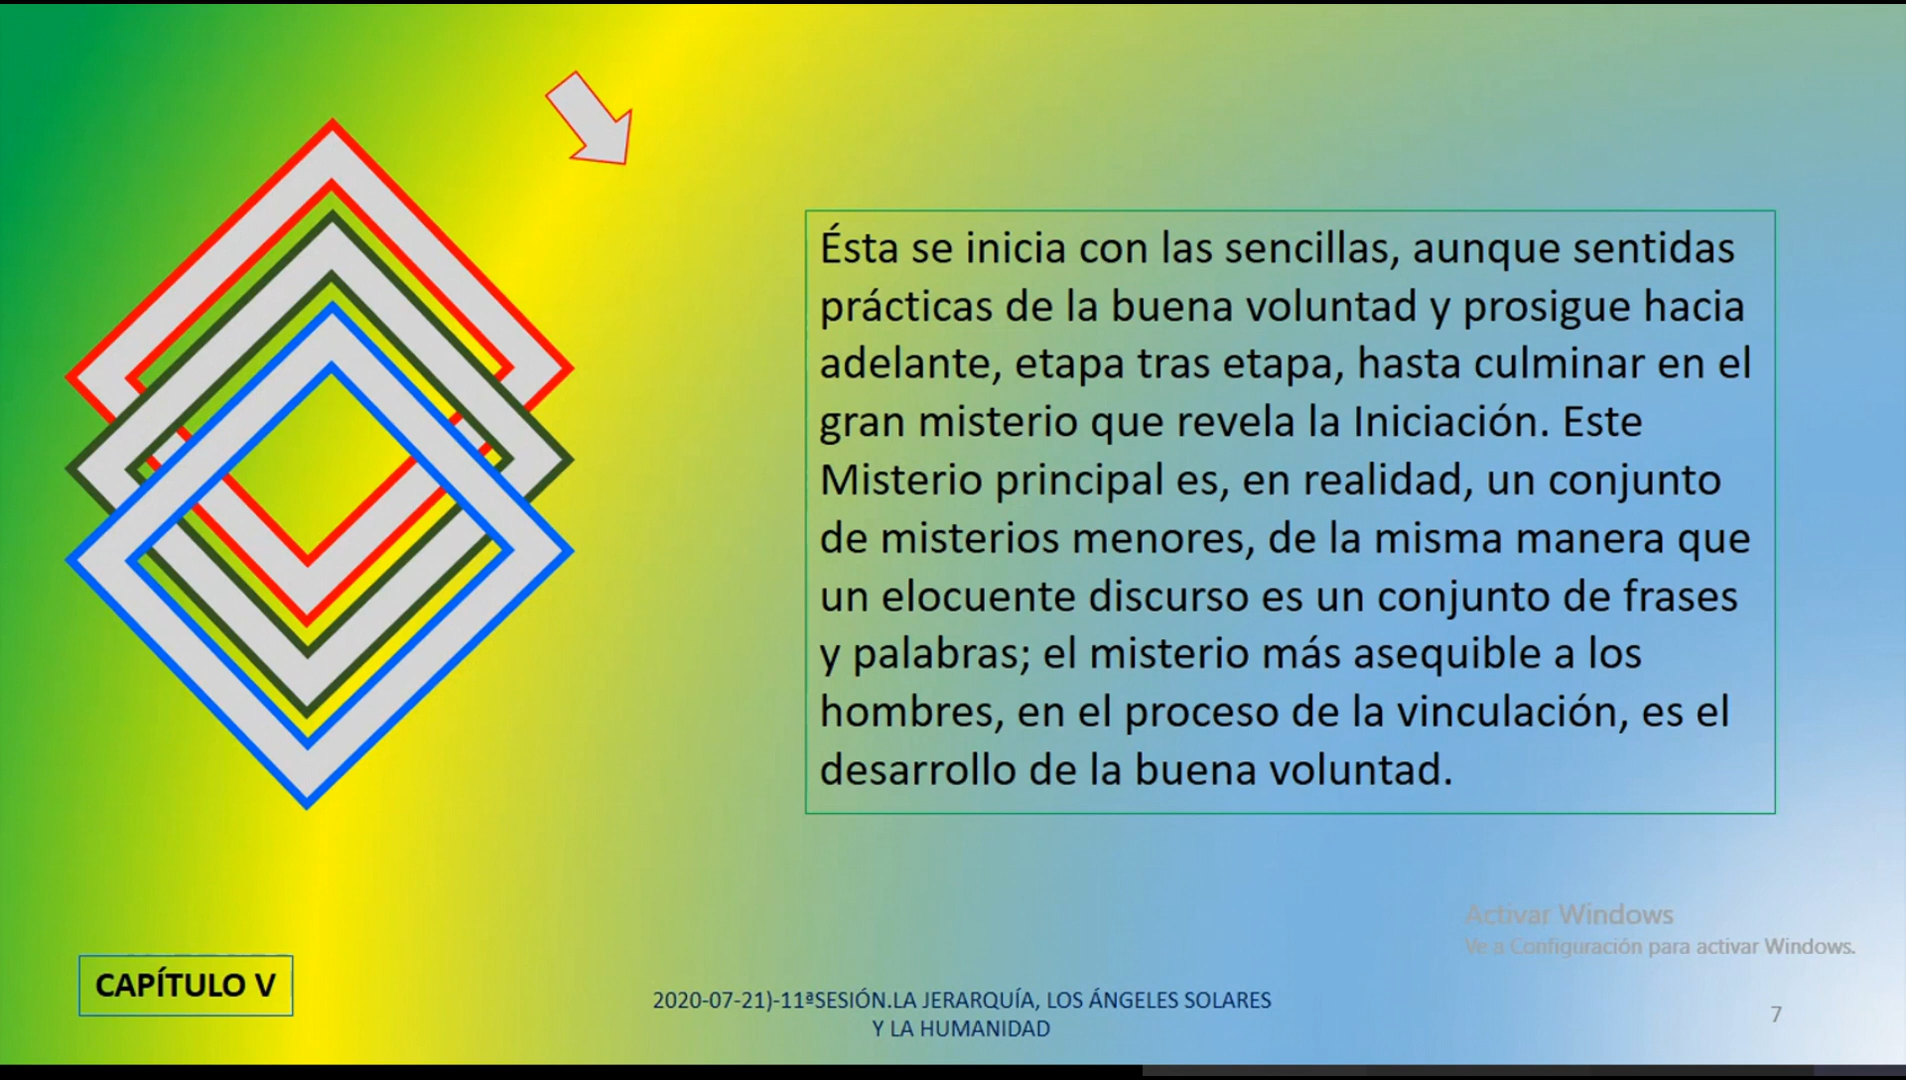 Ésta se inicia con las sencillas, aunque sentidas
prácticas de la buena voluntad y prosigue hacia
adelante, etapa tras etapa, hasta culminar en el
gran misterio que revela la Iniciación. Este
Misterio principal es, en realidad, un conjunto
de misterios menores, de la misma manera que
un elocuente discurso es un conjunto de frases
y palabras; el misterio más asequible a los
hombres, en el proceso de la vinculación, es el
desarrollo de la buena voluntad.
Activar Windows
Ve a Configuración para activar Windows.
CAPÍTULO V
2020-07-21)-11ªSESIÓN.LA JERARQUÍA, LOS ÁNGELES SOLARES
Y LA HUMANIDAD
7